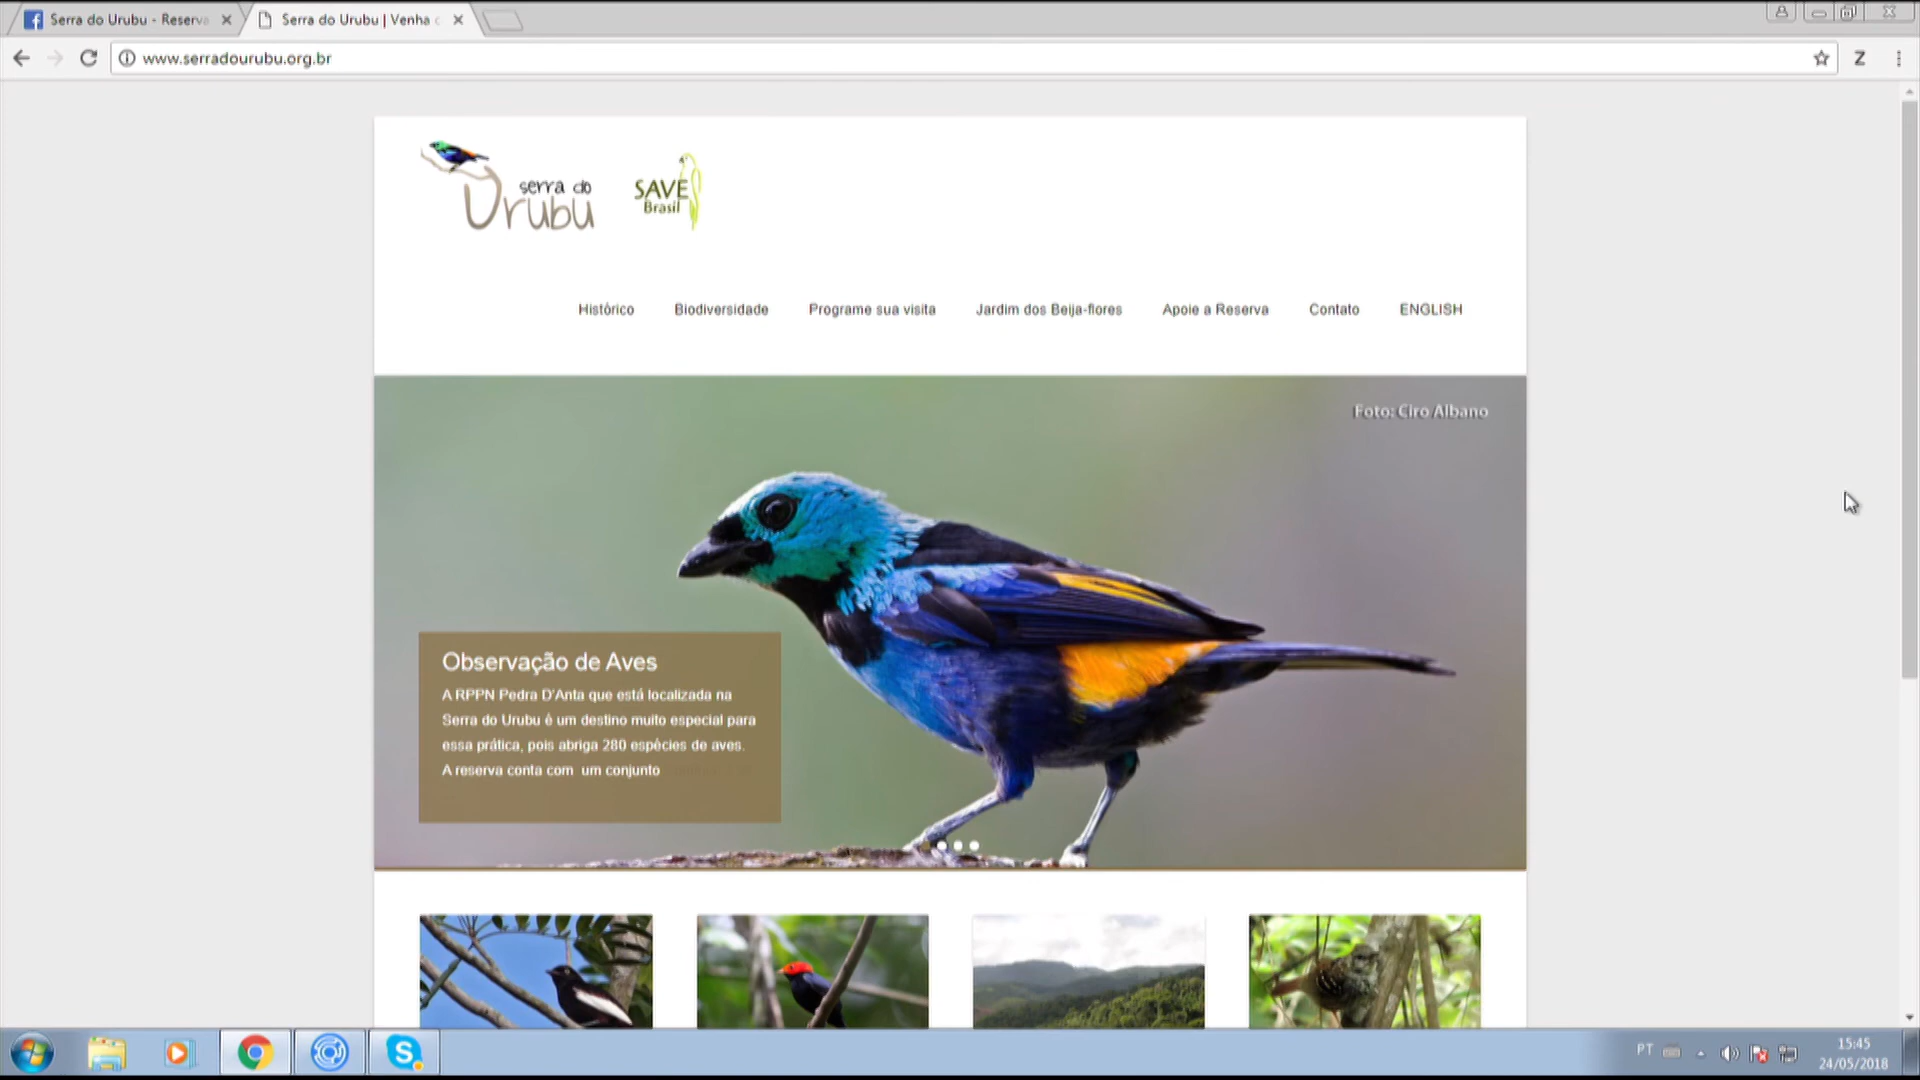 Serra do Urubu - Reserva
Serra do Urubu | Venha
www.serradourubu.org.br
Z
serra do
Urubu
SAVE
Brasil
Histórico Biodiversidade Programe sua visita Jardim dos Beija-flores Apoie a Reserva Contato ENGLISH
Foto: Ciro Albano
Observação de Aves
A RPPN Pedra D'Anta que está localizada na
Serra do Urubu é um destino muito especial para
essa prática, pois abriga 280 espécies de aves.
A reserva conta com um conjunto
PT
15:45
24/05/2018